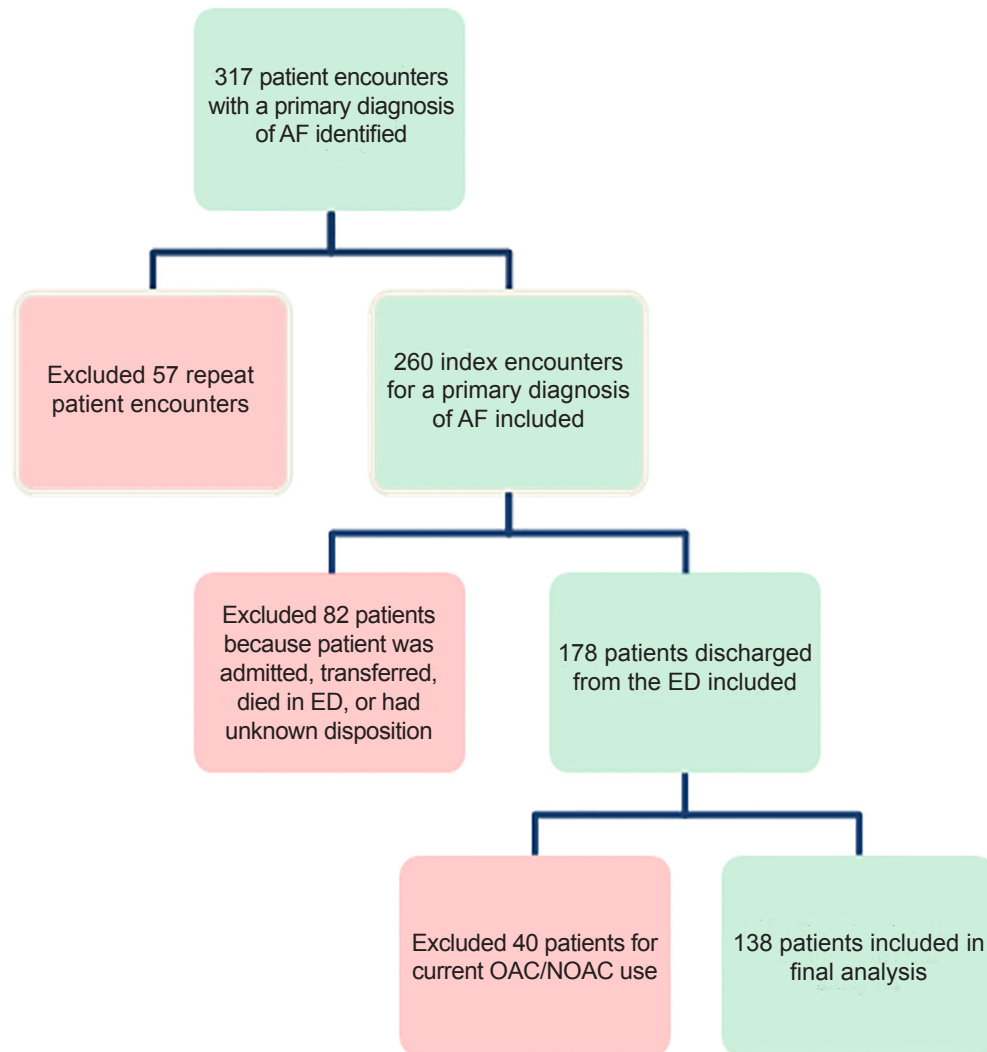 317 patient encounters
with a primary diagnosis
of AF identified
Excluded 57 repeat
patient encounters
260 index encounters
for a primary diagnosis
of AF included
Excluded 82 patients
because patient was
admitted, transferred,
died in ED, or had
unknown disposition
178 patients discharged
from the ED included
Excluded 40 patients for
current OAC/NOAC use
138 patients included in
final analysis